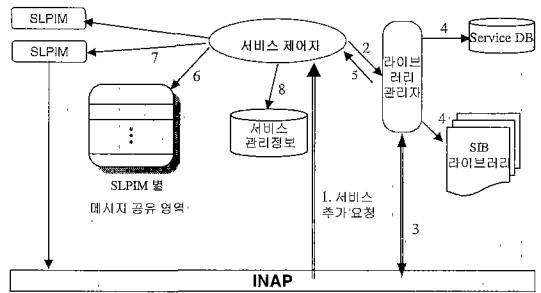 SLPIM
SLPIM
7
6
서비스 제어자
2
5
8
라이브
러리
관리자
4
Service DB
4
SIB
라이브러리
서비스
관리정보
SLPIM 별
메시지 공유 영역
1. 서비스
추가 요청
3
INAP